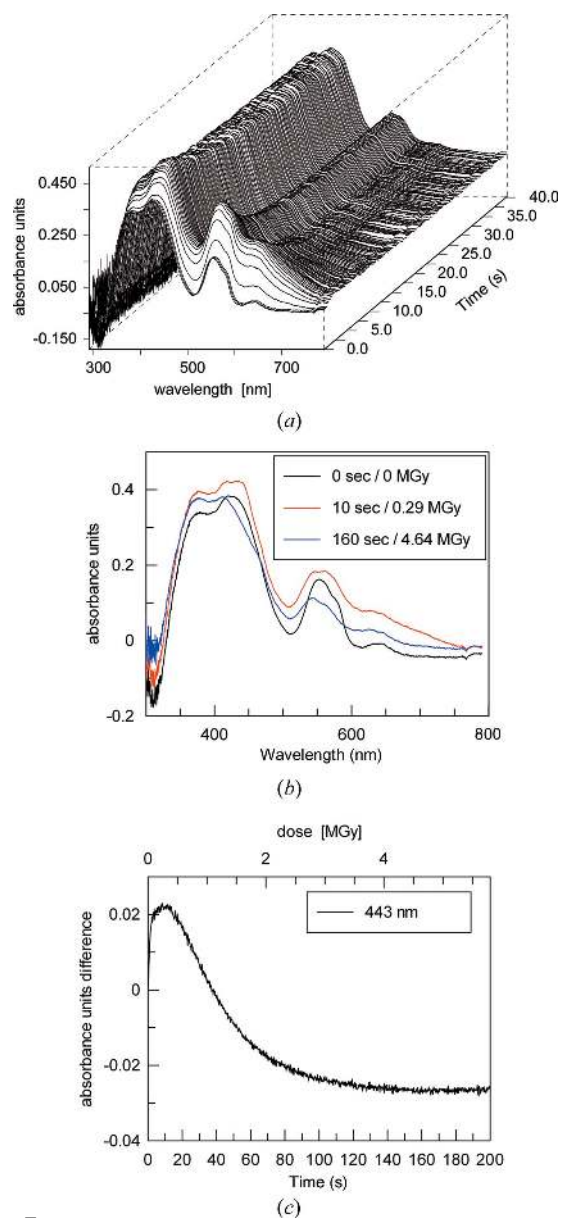 0.450
0.250
0.050
-0.150
absorbance units
300 500 700
wavelength [nm]
0.0 5.0 10.0 15.0 20.0 25.0 30.0 35.0 40.0
Time (s)
(a)
0.4
0.2
0
-0.2
absorbance units
0 sec / 0 MGy
10 sec / 0.29 MGy
160 sec / 4.64 MGy
400 600 800
Wavelength (nm)
(b)
dose [MGy]
0 2 4
0.02
0
-0.02
-0.04
absorbance units difference
443 nm
0 20 40 60 80 100 120 140 160 180 200
Time (s)
(c)